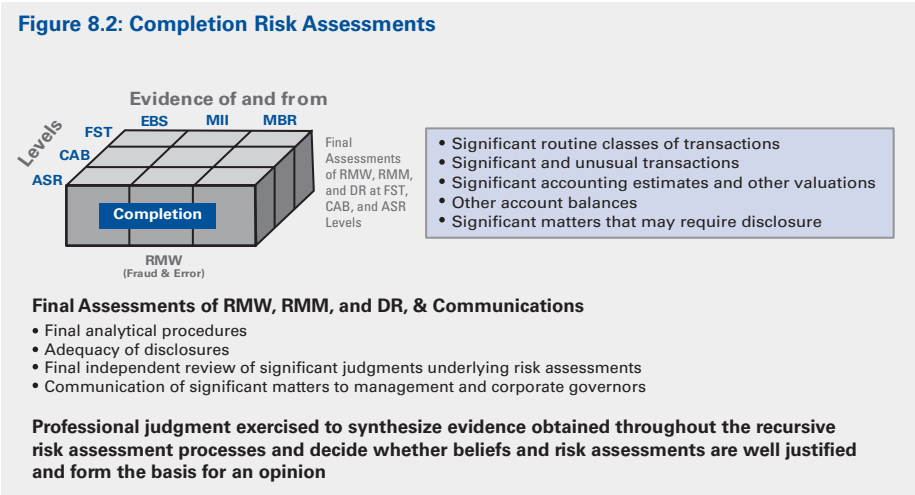 Figure 8.2: Completion Risk Assessments
Evidence of and from
Levels
FST
EBS
MII
MBR
CAB
ASR
Completion
RMW
(Fraud & Error)
Final
Assessments
of RMW, RMM,
and DR at FST,
CAB, and ASR
Levels
• Significant routine classes of transactions
• Significant and unusual transactions
• Significant accounting estimates and other valuations
• Other account balances
• Significant matters that may require disclosure
Final Assessments of RMW, RMM, and DR, & Communications
• Final analytical procedures
• Adequacy of disclosures
• Final independent review of significant judgments underlying risk assessments
• Communication of significant matters to management and corporate governors
Professional judgment exercised to synthesize evidence obtained throughout the recursive
risk assessment processes and decide whether beliefs and risk assessments are well justified
and form the basis for an opinion